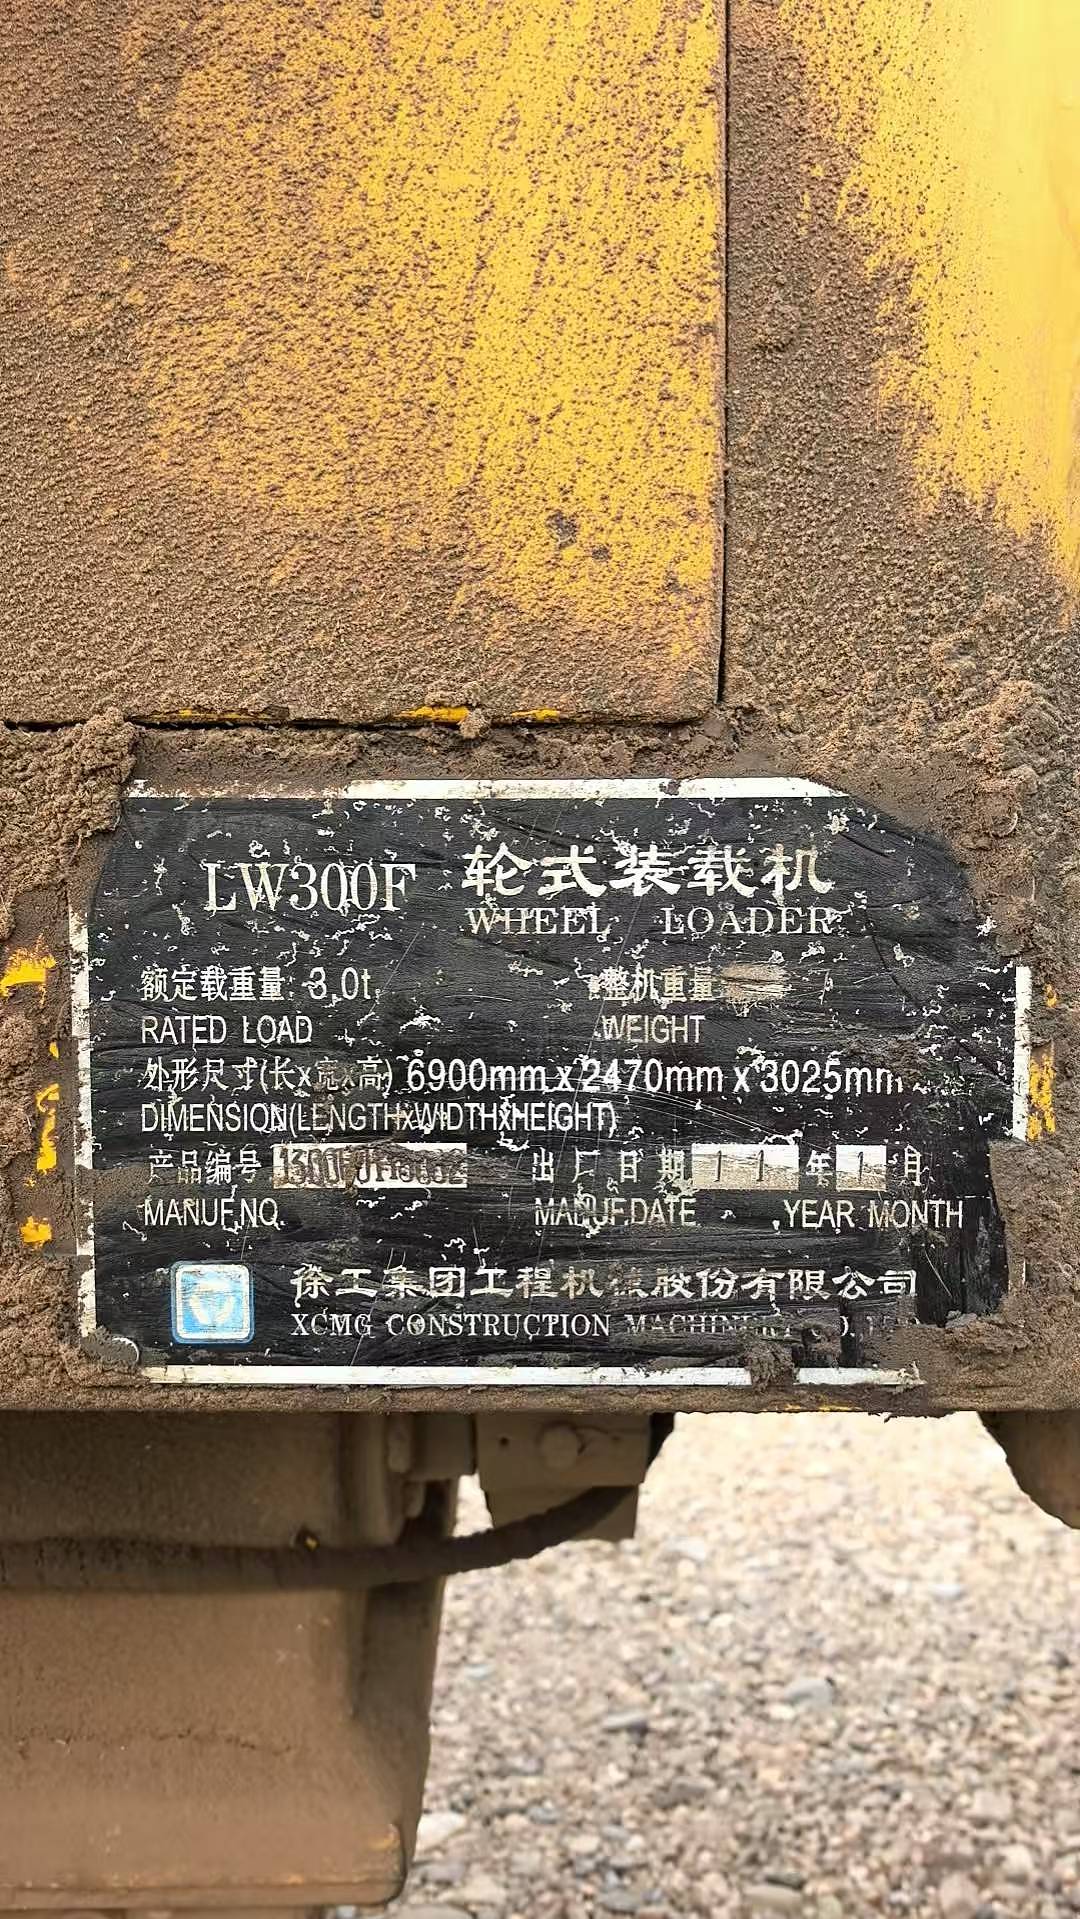 LW300F 轮式装载机
WHEEL LOADER
额定载重量: 3.0t 整机重量
RATED LOAD WEIGHT
外形尺寸(长x宽x高) 6900mm x 2470mm x 3025mm
DIMENSION(LENGTHxWIDTHxHEIGHT)
产品编号 出厂日期 11 年 1 月
MANUF.NO. MANUF.DATE YEAR MONTH
徐工集团工程机械股份有限公司
XCMG CONSTRUCTION MACHINERY CO.